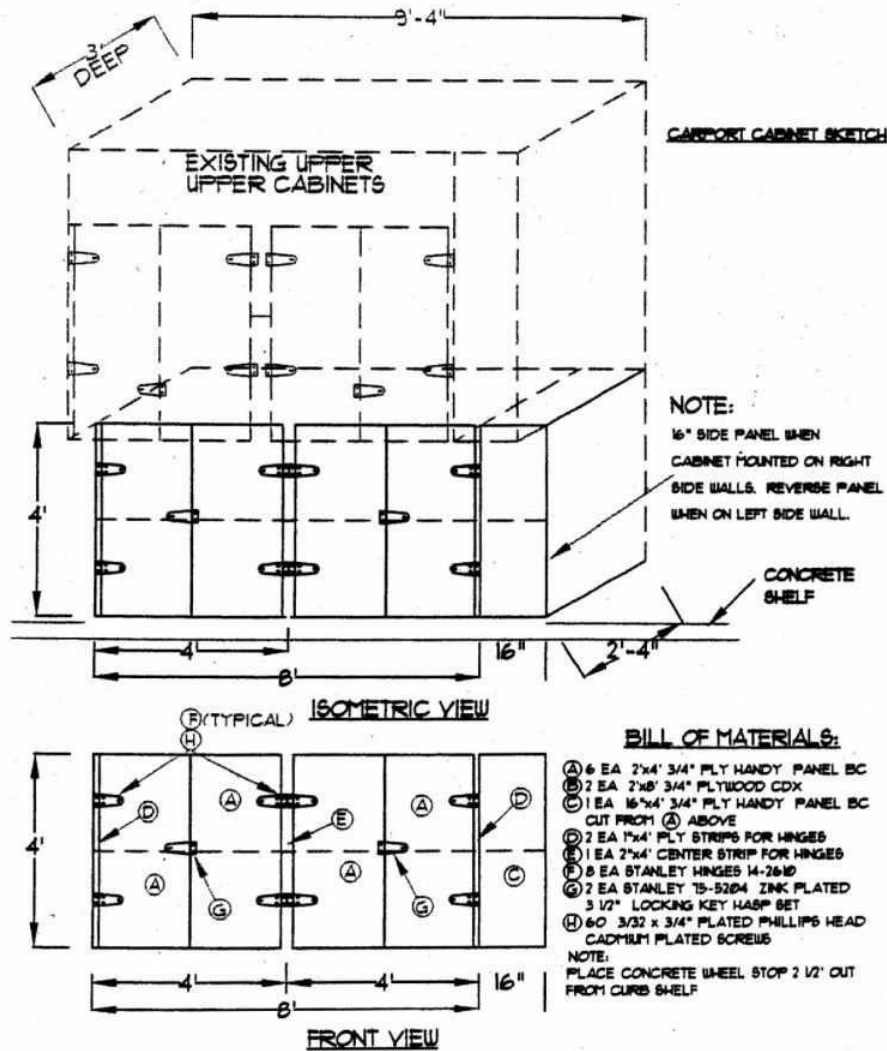 9'-4"
3'
DEEP
CARPORT CABINET SKETCH
EXISTING UPPER
UPPER CABINETS
NOTE:
16" SIDE PANEL WHEN
CABINET MOUNTED ON RIGHT
SIDE WALLS. REVERSE PANEL
WHEN ON LEFT SIDE WALL.
4'
CONCRETE
SHELF
4'
16"
2'-4"
8'
ISOMETRIC VIEW
F (TYPICAL)
H
BILL OF MATERIALS:
A 6 EA 2'x4' 3/4" PLY HANDY PANEL BC
B 2 EA 2'x8' 3/4" PLYWOOD CDX
C 1 EA 16"x4' 3/4" PLY HANDY PANEL BC
CUT FROM A ABOVE
D 2 EA 1"x4' PLY STRIPS FOR HINGES
E 1 EA 2"x4' CENTER STRIP FOR HINGES
F 8 EA STANLEY HINGES 14-2610
G 2 EA STANLEY 75-5204 ZINK PLATED
3 1/2" LOCKING KEY HASP SET
H 60 3/32 x 3/4" PLATED PHILLIPS HEAD
CADMIUM PLATED SCREWS
NOTE:
PLACE CONCRETE WHEEL STOP 2 1/2' OUT
FROM CURB SHELF
D
A
A
D
E
4'
A
A
C
G
G
4'
4'
16"
8'
FRONT VIEW